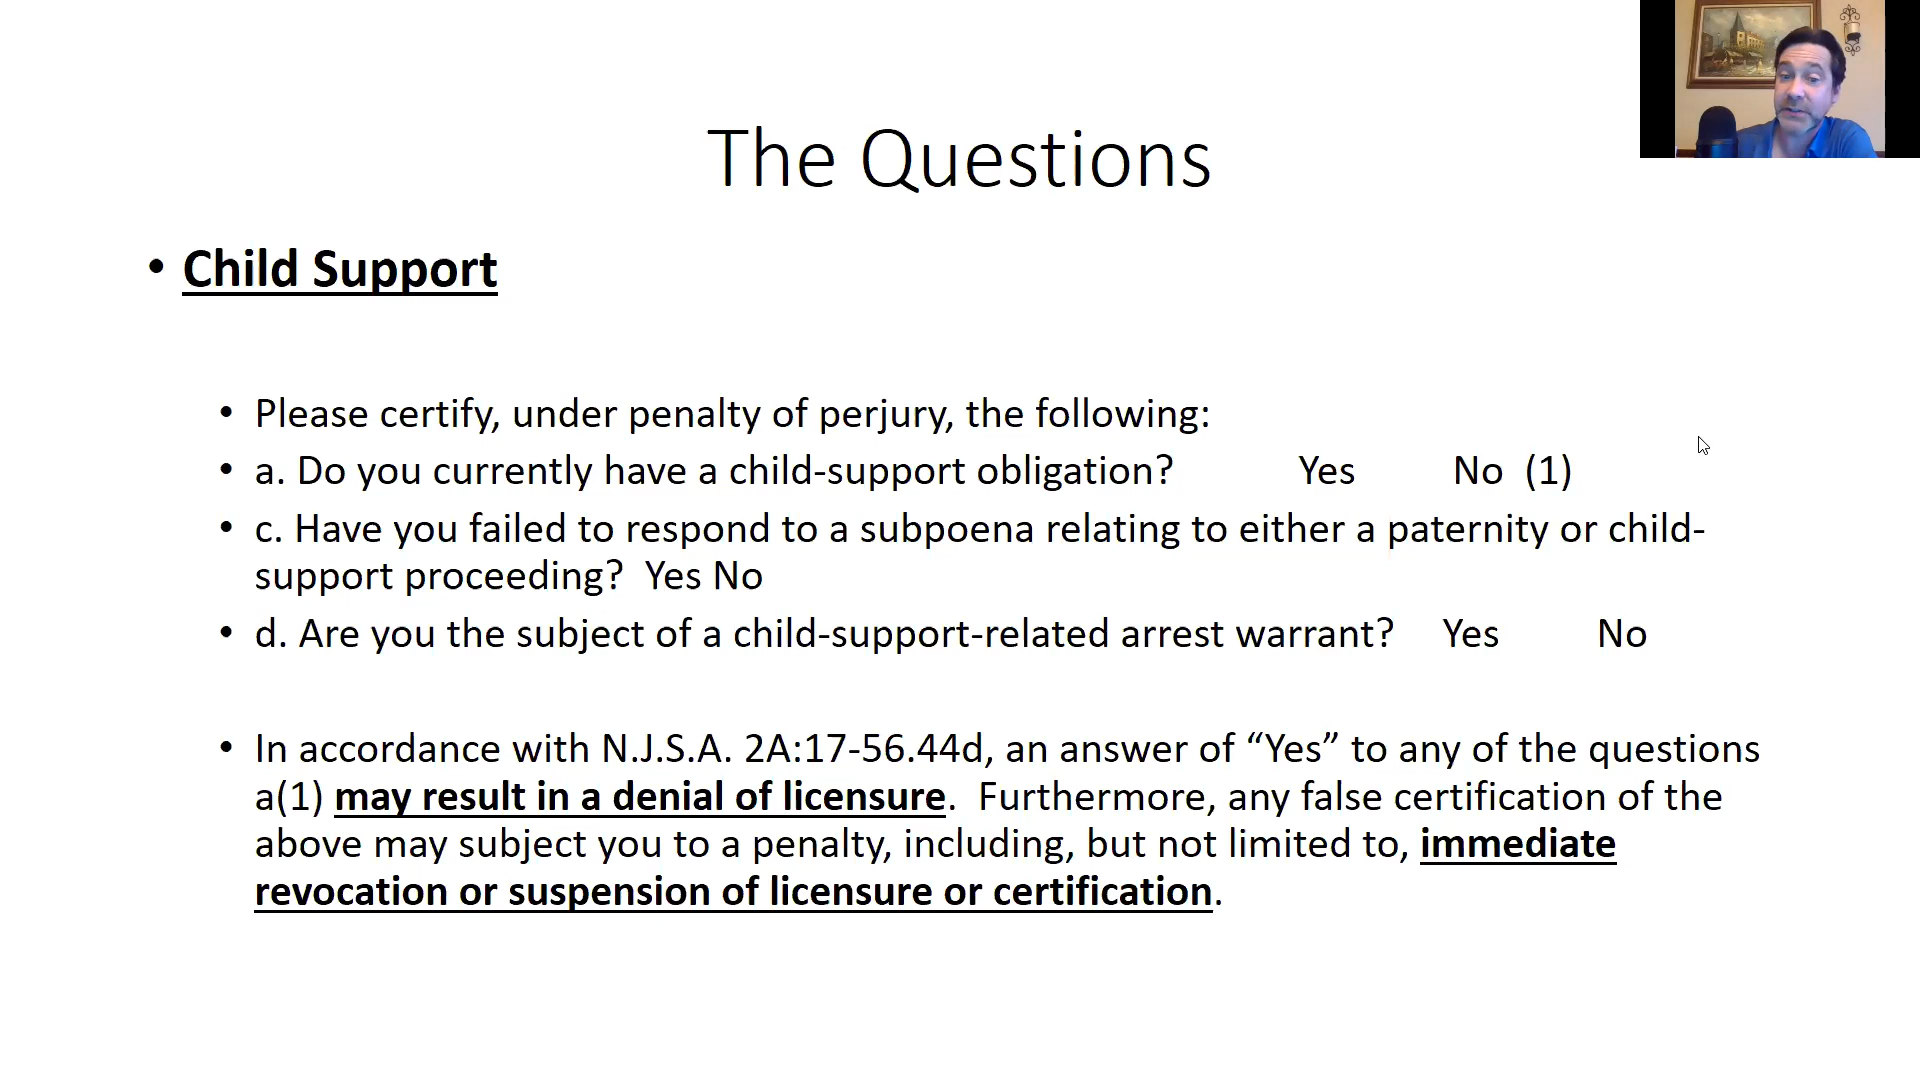 The Questions
• Child Support
• Please certify, under penalty of perjury, the following:
• a. Do you currently have a child-support obligation? Yes No (1)
• c. Have you failed to respond to a subpoena relating to either a paternity or child-
support proceeding? Yes No
• d. Are you the subject of a child-support-related arrest warrant? Yes No
• In accordance with N.J.S.A. 2A:17-56.44d, an answer of “Yes” to any of the questions
a(1) may result in a denial of licensure. Furthermore, any false certification of the
above may subject you to a penalty, including, but not limited to, immediate
revocation or suspension of licensure or certification.